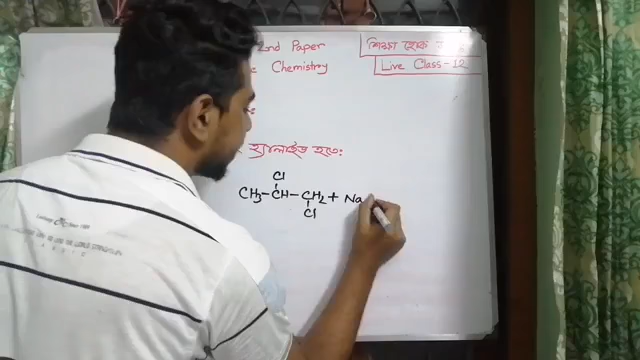 2nd Paper
শিক্ষা হোক
Chemistry
Live Class-12
হ্যালাইড হতে:
Cl
CH3-CH-CH2 + Na
Cl